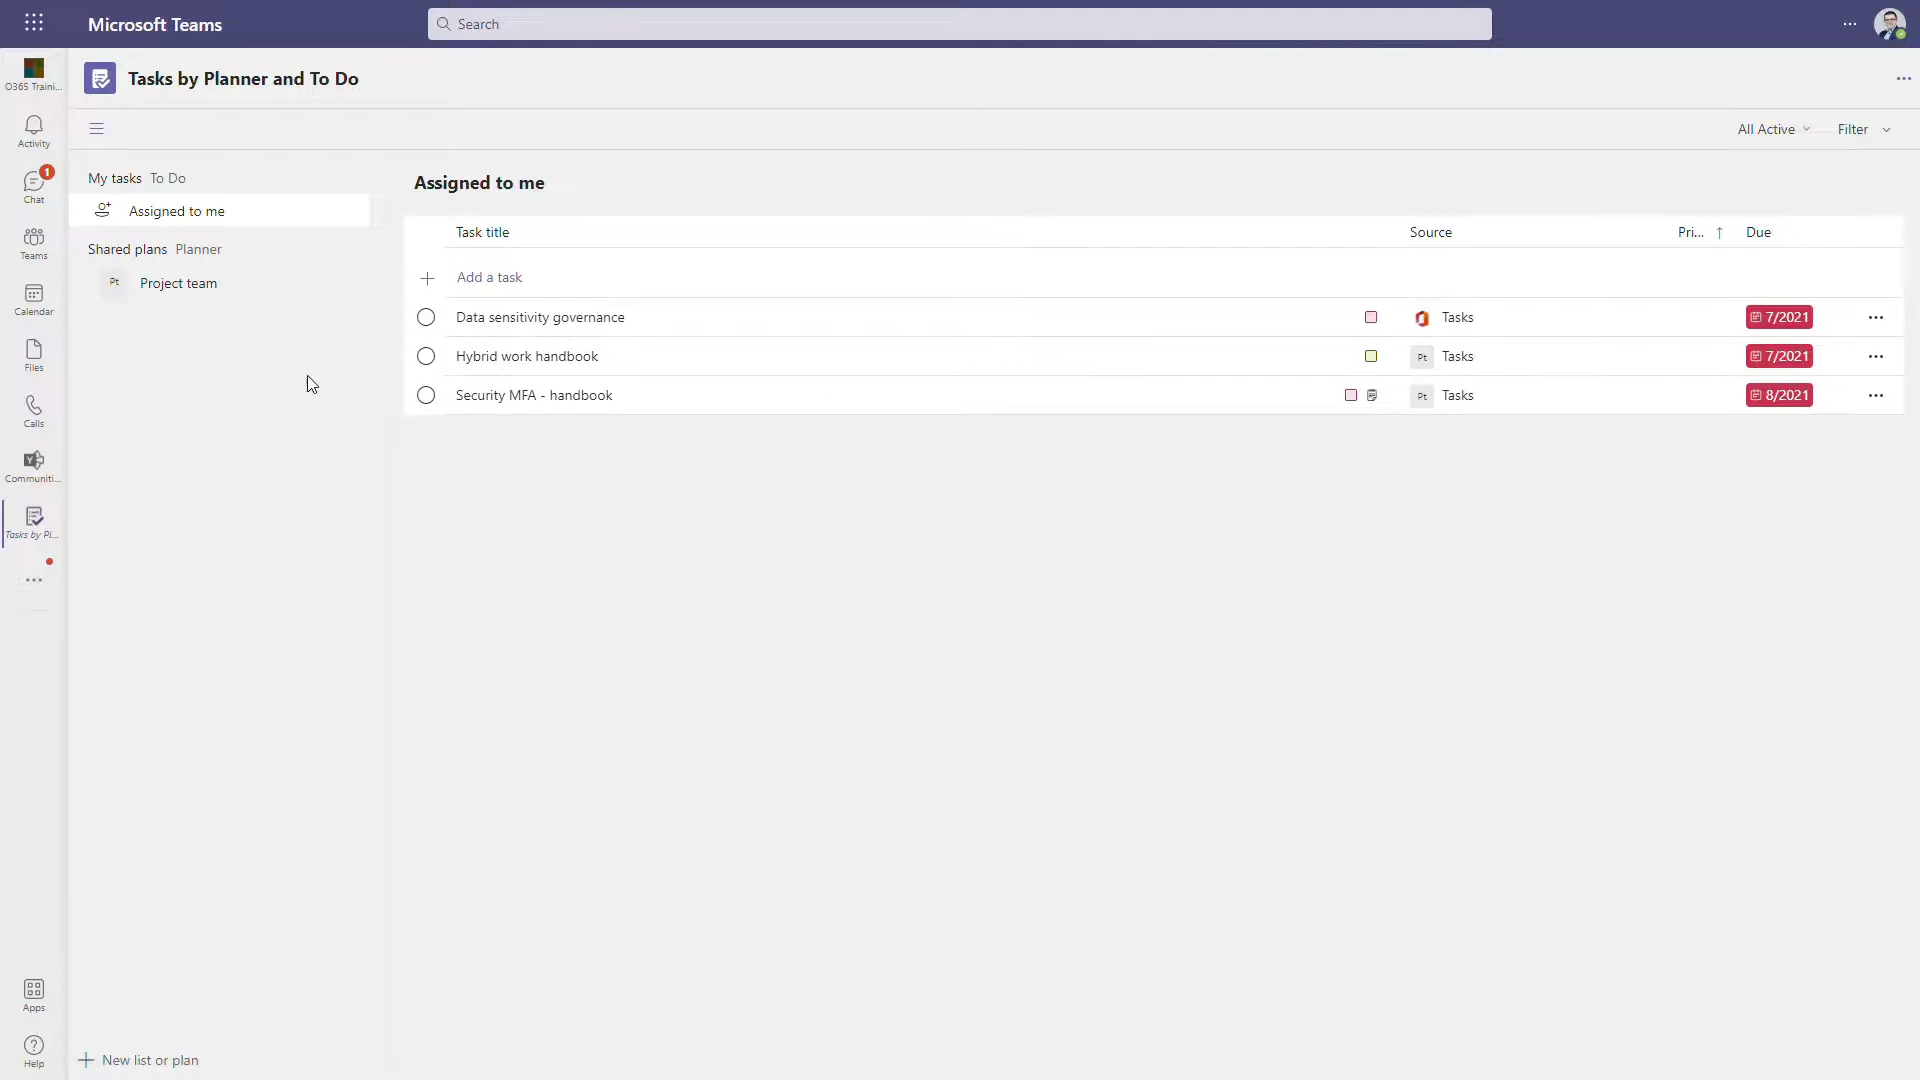 Microsoft Teams
Search
O365 Traini...
Tasks by Planner and To Do
Activity
All Active
Filter
My tasks To Do
Assigned to me
Assigned to me
1
Chat
Task title
Source
Pri...
Due
Teams
Shared plans Planner
Pt Project team
Add a task
Calendar
Data sensitivity governance
Tasks
7/2021
Files
Hybrid work handbook
Pt Tasks
7/2021
Security MFA - handbook
Pt Tasks
8/2021
Calls
Communiti...
Tasks by Pl...
Apps
Help
New list or plan